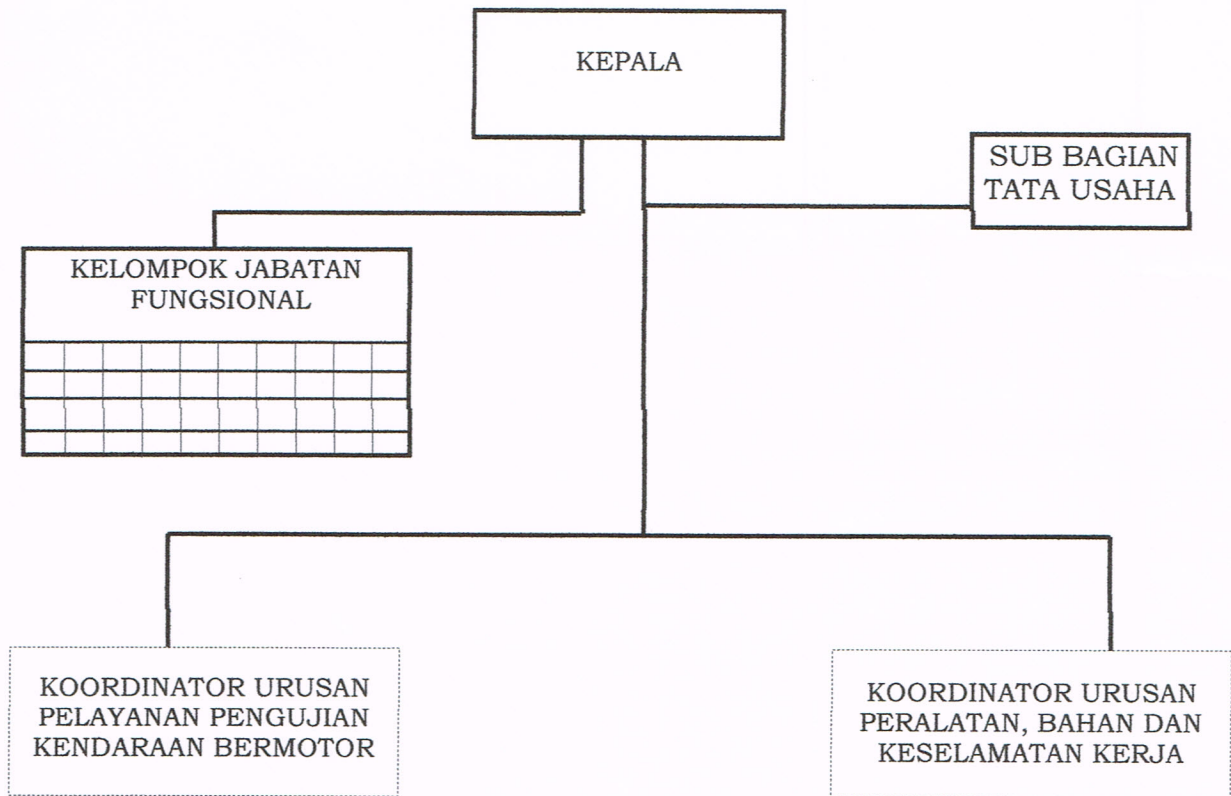 KEPALA
SUB BAGIAN
TATA USAHA
KELOMPOK JABATAN
FUNGSIONAL
KOORDINATOR URUSAN
PELAYANAN PENGUJIAN
KENDARAAN BERMOTOR
KOORDINATOR URUSAN
PERALATAN, BAHAN DAN
KESELAMATAN KERJA